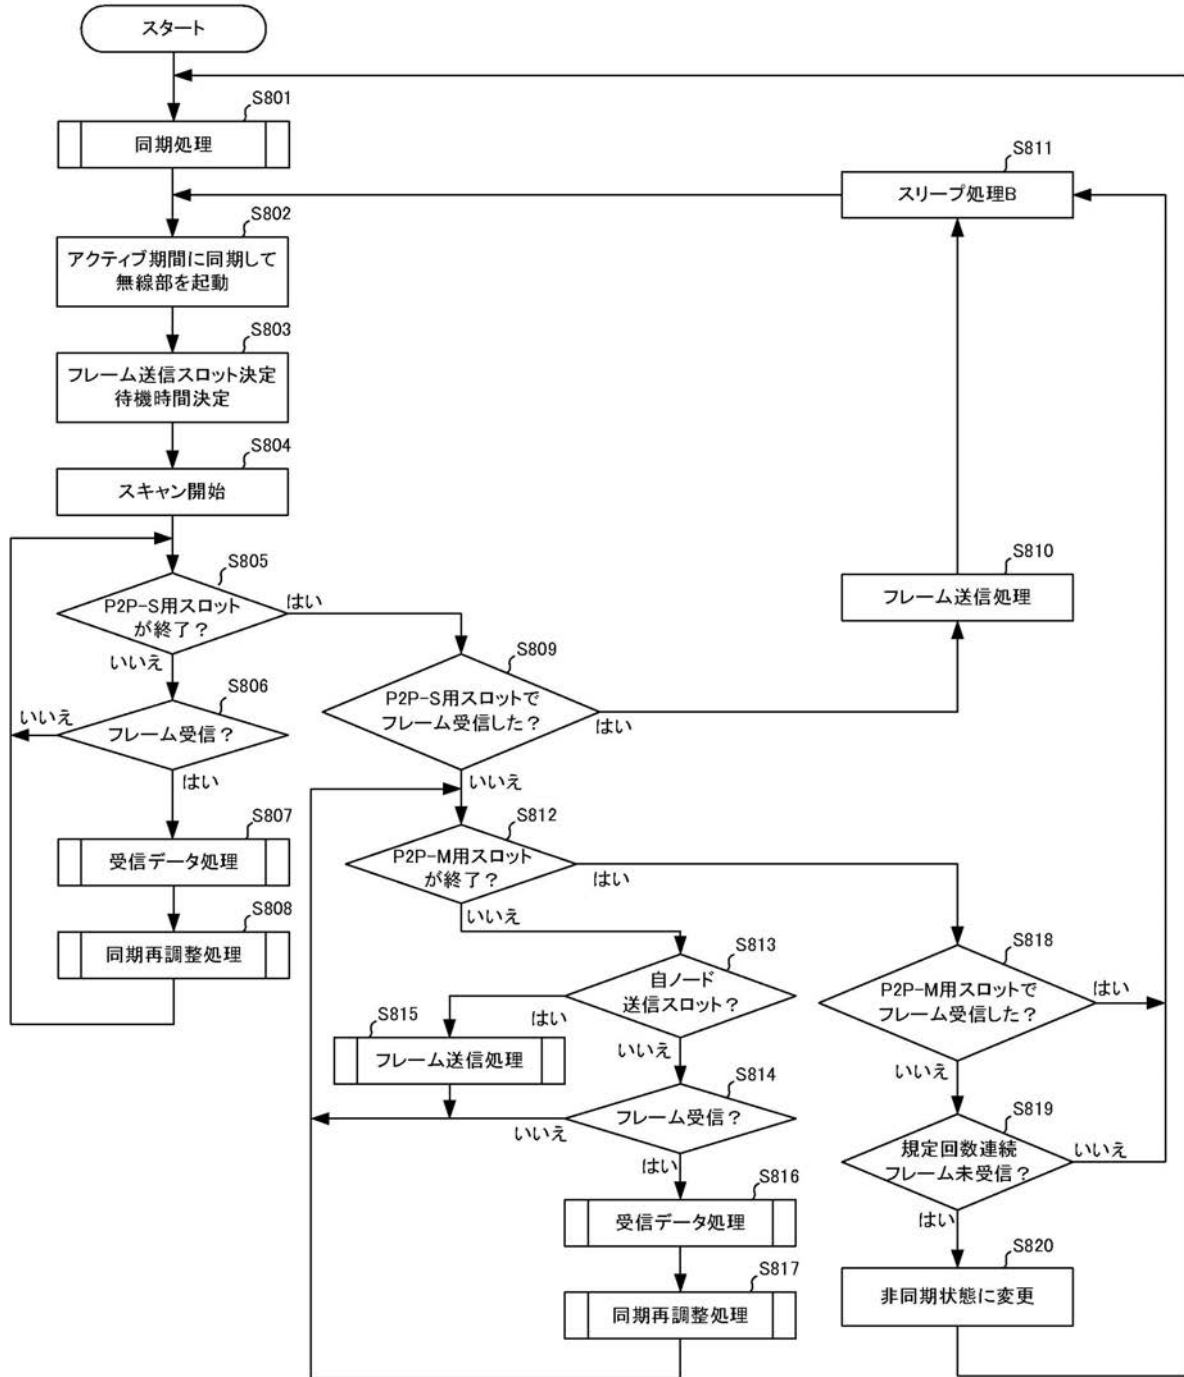 スタート
S801
同期処理
S811
スリープ処理B
S802
アクティブ期間に同期して
無線部を起動
S803
フレーム送信スロット決定
待機時間決定
S804
スキャン開始
S805
P2P-S用スロット
が終了？
はい
いいえ
S810
フレーム送信処理
S809
P2P-S用スロットで
フレーム受信した？
はい
いいえ
S806
フレーム受信？
いいえ
はい
S807
受信データ処理
S808
同期再調整処理
S812
P2P-M用スロット
が終了？
はい
いいえ
S813
自ノード
送信スロット？
はい
いいえ
S815
フレーム送信処理
S814
フレーム受信？
いいえ
はい
S816
受信データ処理
S817
同期再調整処理
S818
P2P-M用スロットで
フレーム受信した？
はい
いいえ
S819
規定回数連続
フレーム未受信？
いいえ
はい
S820
非同期状態に変更